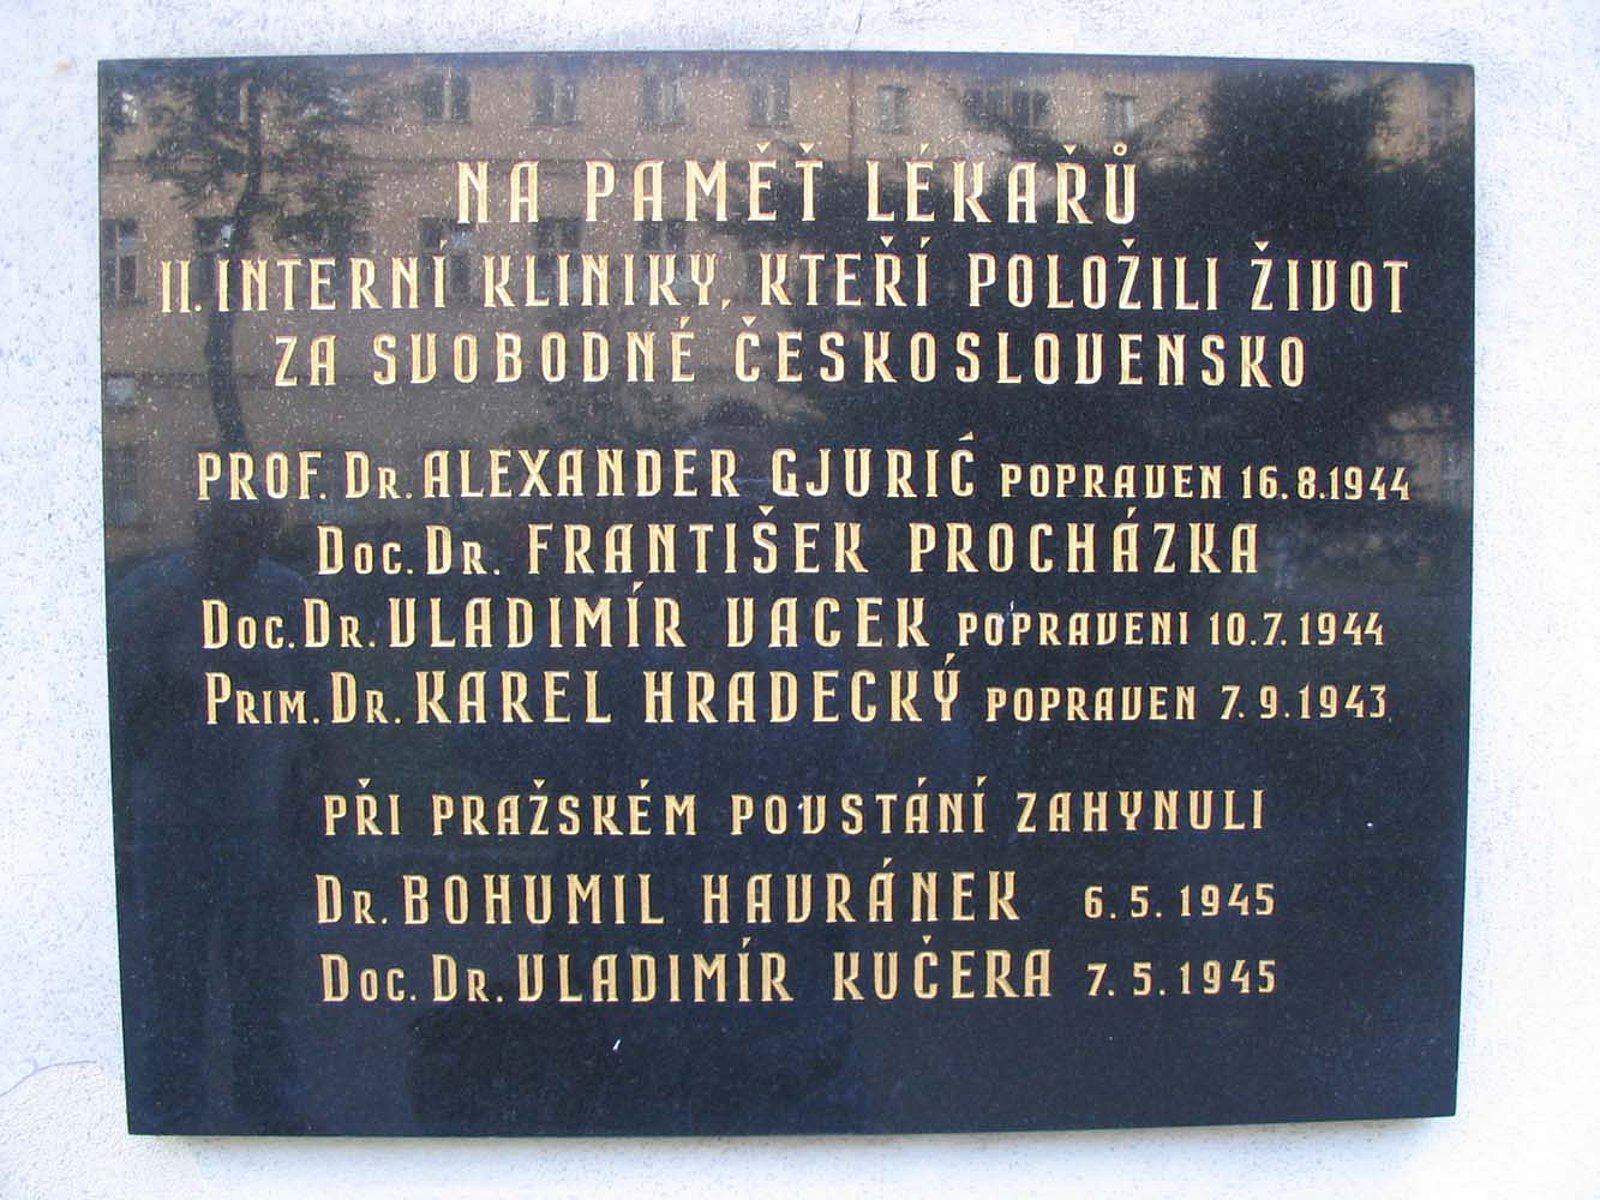 NA PAMĚŤ LÉKAŘŮ
II. INTERNÍ KLINIKY, KTEŘÍ POLOŽILI ŽIVOT
ZA SVOBODNÉ ČESKOSLOVENSKO
PROF. DR. ALEXANDER GJURIĆ POPRAVEN 16.8.1944
DOC. DR. FRANTIŠEK PROCHÁZKA
DOC. DR. VLADIMÍR VACEK POPRAVENI 10.7.1944
PRIM. DR. KAREL HRADECKÝ POPRAVEN 7.9.1943
PŘI PRAŽSKÉM POVSTÁNÍ ZAHYNULI
DR. BOHUMIL HAVRÁNEK 6.5.1945
DOC. DR. VLADIMÍR KUČERA 7.5.1945